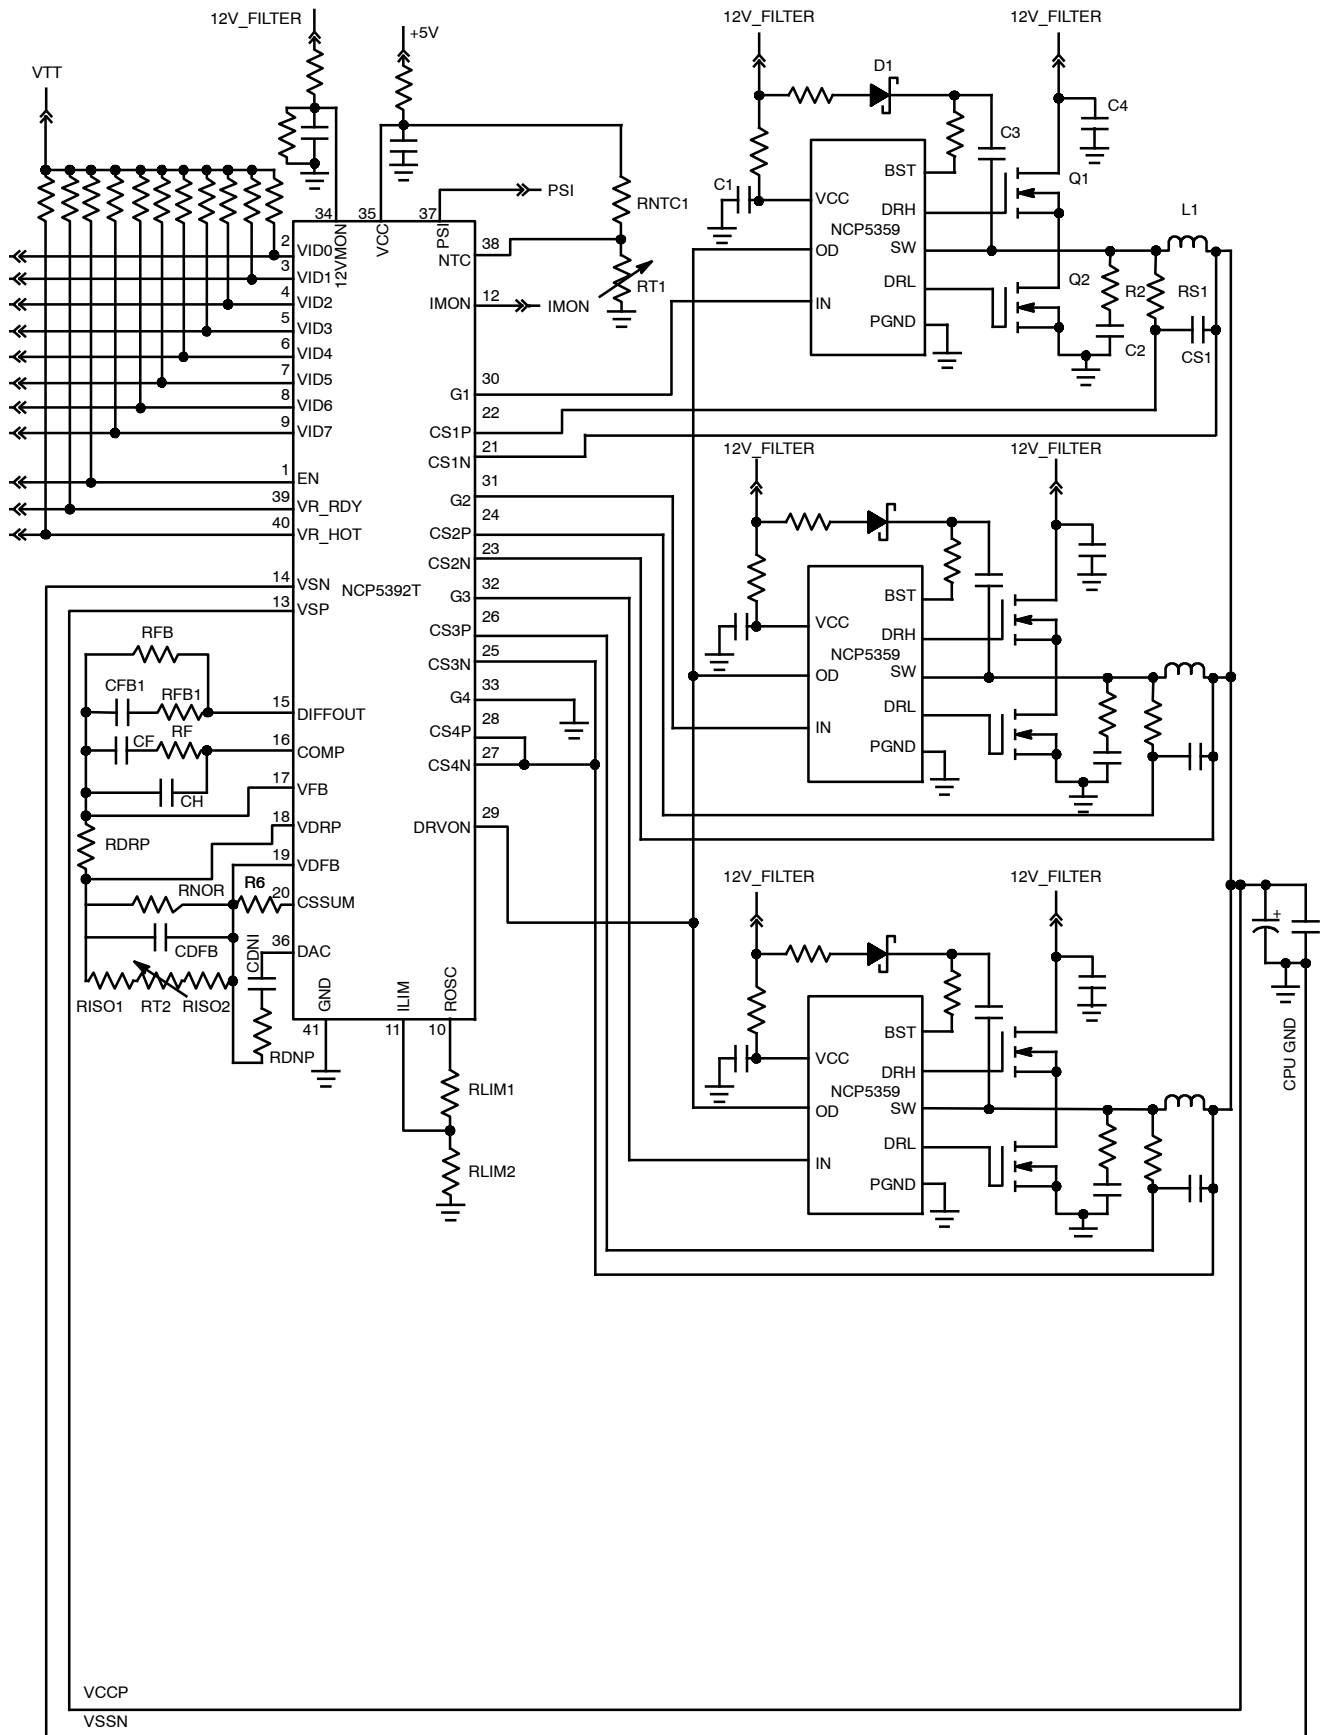 12V_FILTER
+5V
VTT
34
35
37
12VMON
VCC
PSI
PSI
38
NTC
RNTC1
RT1
12
IMON
IMON
2
VID0
3
VID1
4
VID2
5
VID3
6
VID4
7
VID5
8
VID6
9
VID7
1
EN
39
VR_RDY
40
VR_HOT
14
VSN
13
VSP
NCP5392T
30
G1
22
CS1P
21
CS1N
31
G2
24
CS2P
23
CS2N
32
G3
26
CS3P
25
CS3N
33
G4
28
CS4P
27
CS4N
29
DRVON
RFB
CFB1
RFB1
15
DIFFOUT
CF
RF
16
COMP
CH
17
VFB
18
VDRP
RDRP
19
VDFB
RNOR
R6
20
CSSUM
CDFB
36
DAC
CDNI
RISO1
RT2
RISO2
RDNP
GND
41
ILIM
11
ROSC
10
RLIM1
RLIM2
12V_FILTER
12V_FILTER
D1
C4
C3
C1
BST
VCC
DRH
NCP5359
OD
SW
DRL
IN
PGND
Q1
Q2
L1
R2
RS1
C2
CS1
12V_FILTER
12V_FILTER
BST
VCC
DRH
NCP5359
OD
SW
DRL
IN
PGND
12V_FILTER
12V_FILTER
BST
VCC
DRH
NCP5359
OD
SW
DRL
IN
PGND
+
CPU GND
VCCP
VSSN